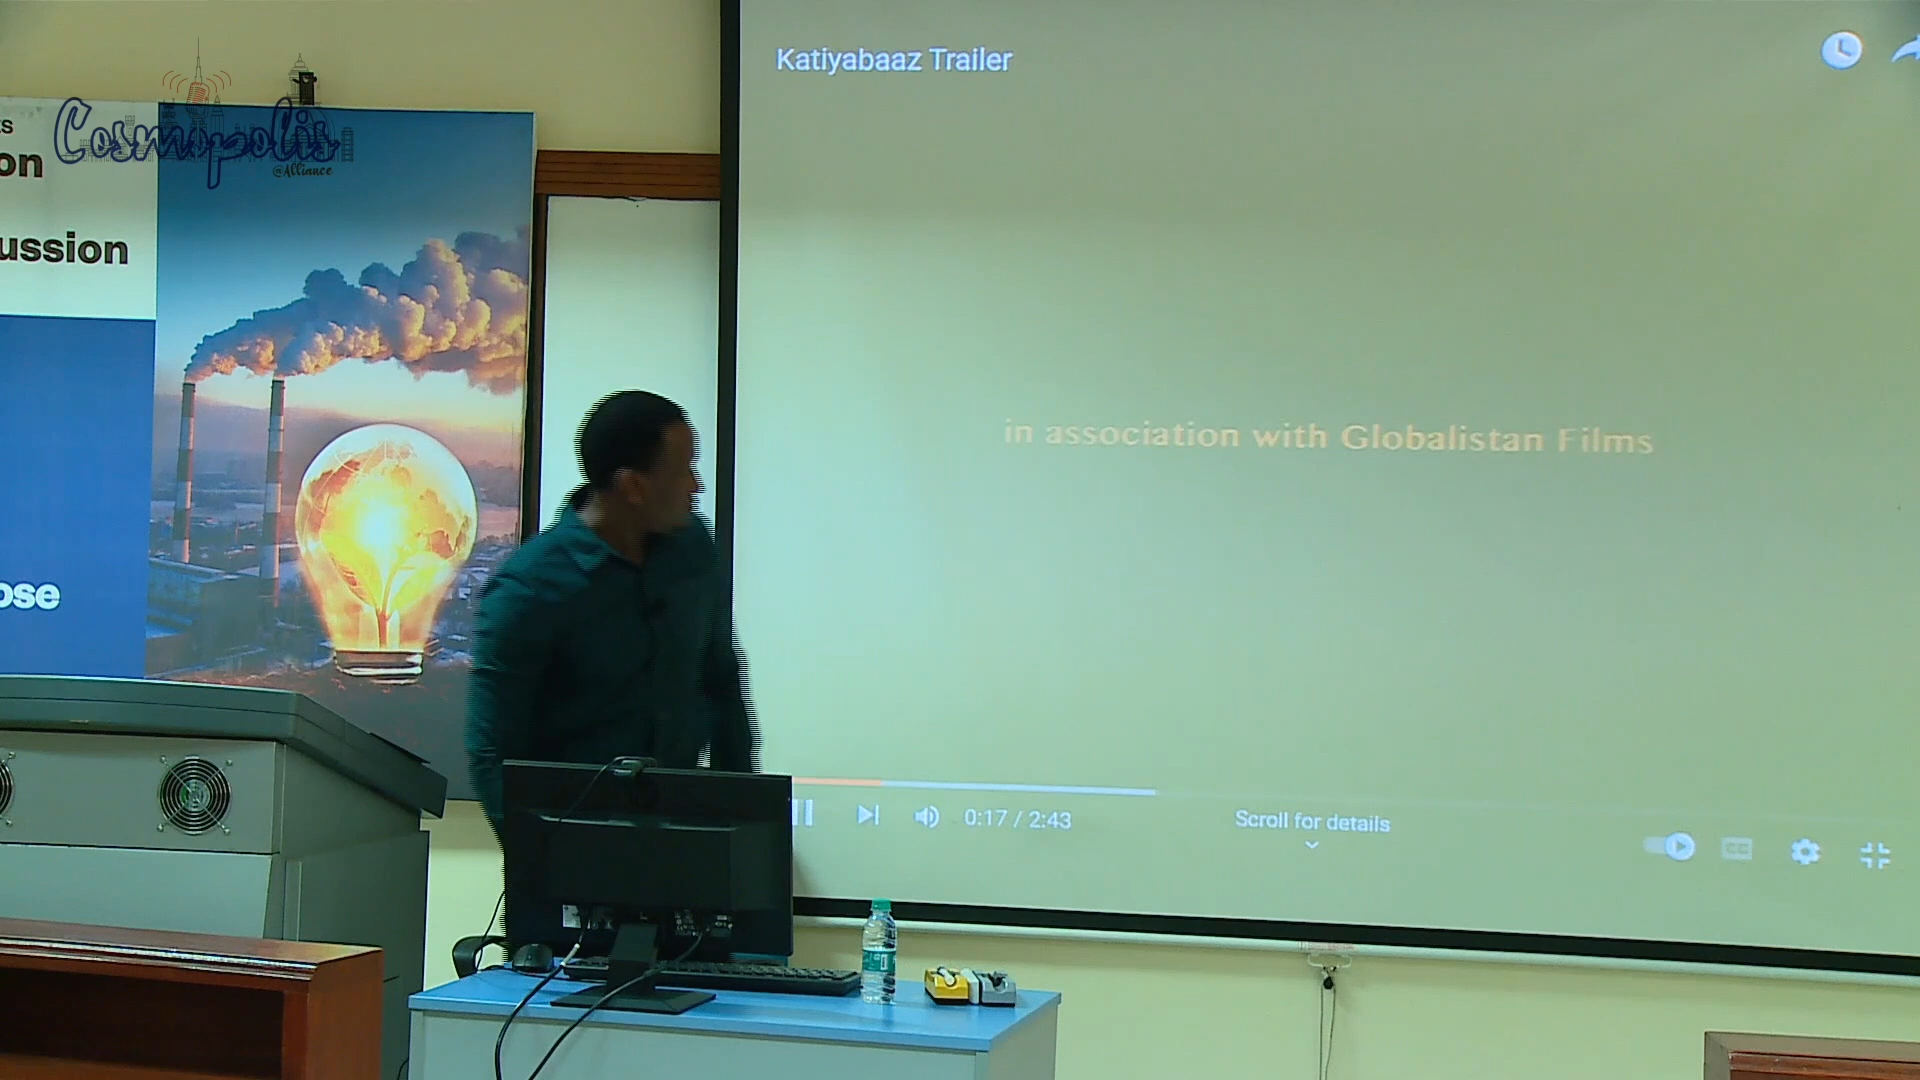 Cosmopolis
@Alliance
on
ussion
ose
Katiyabaaz Trailer
in association with Globalistan Films
0:17 / 2:43
Scroll for details
CC